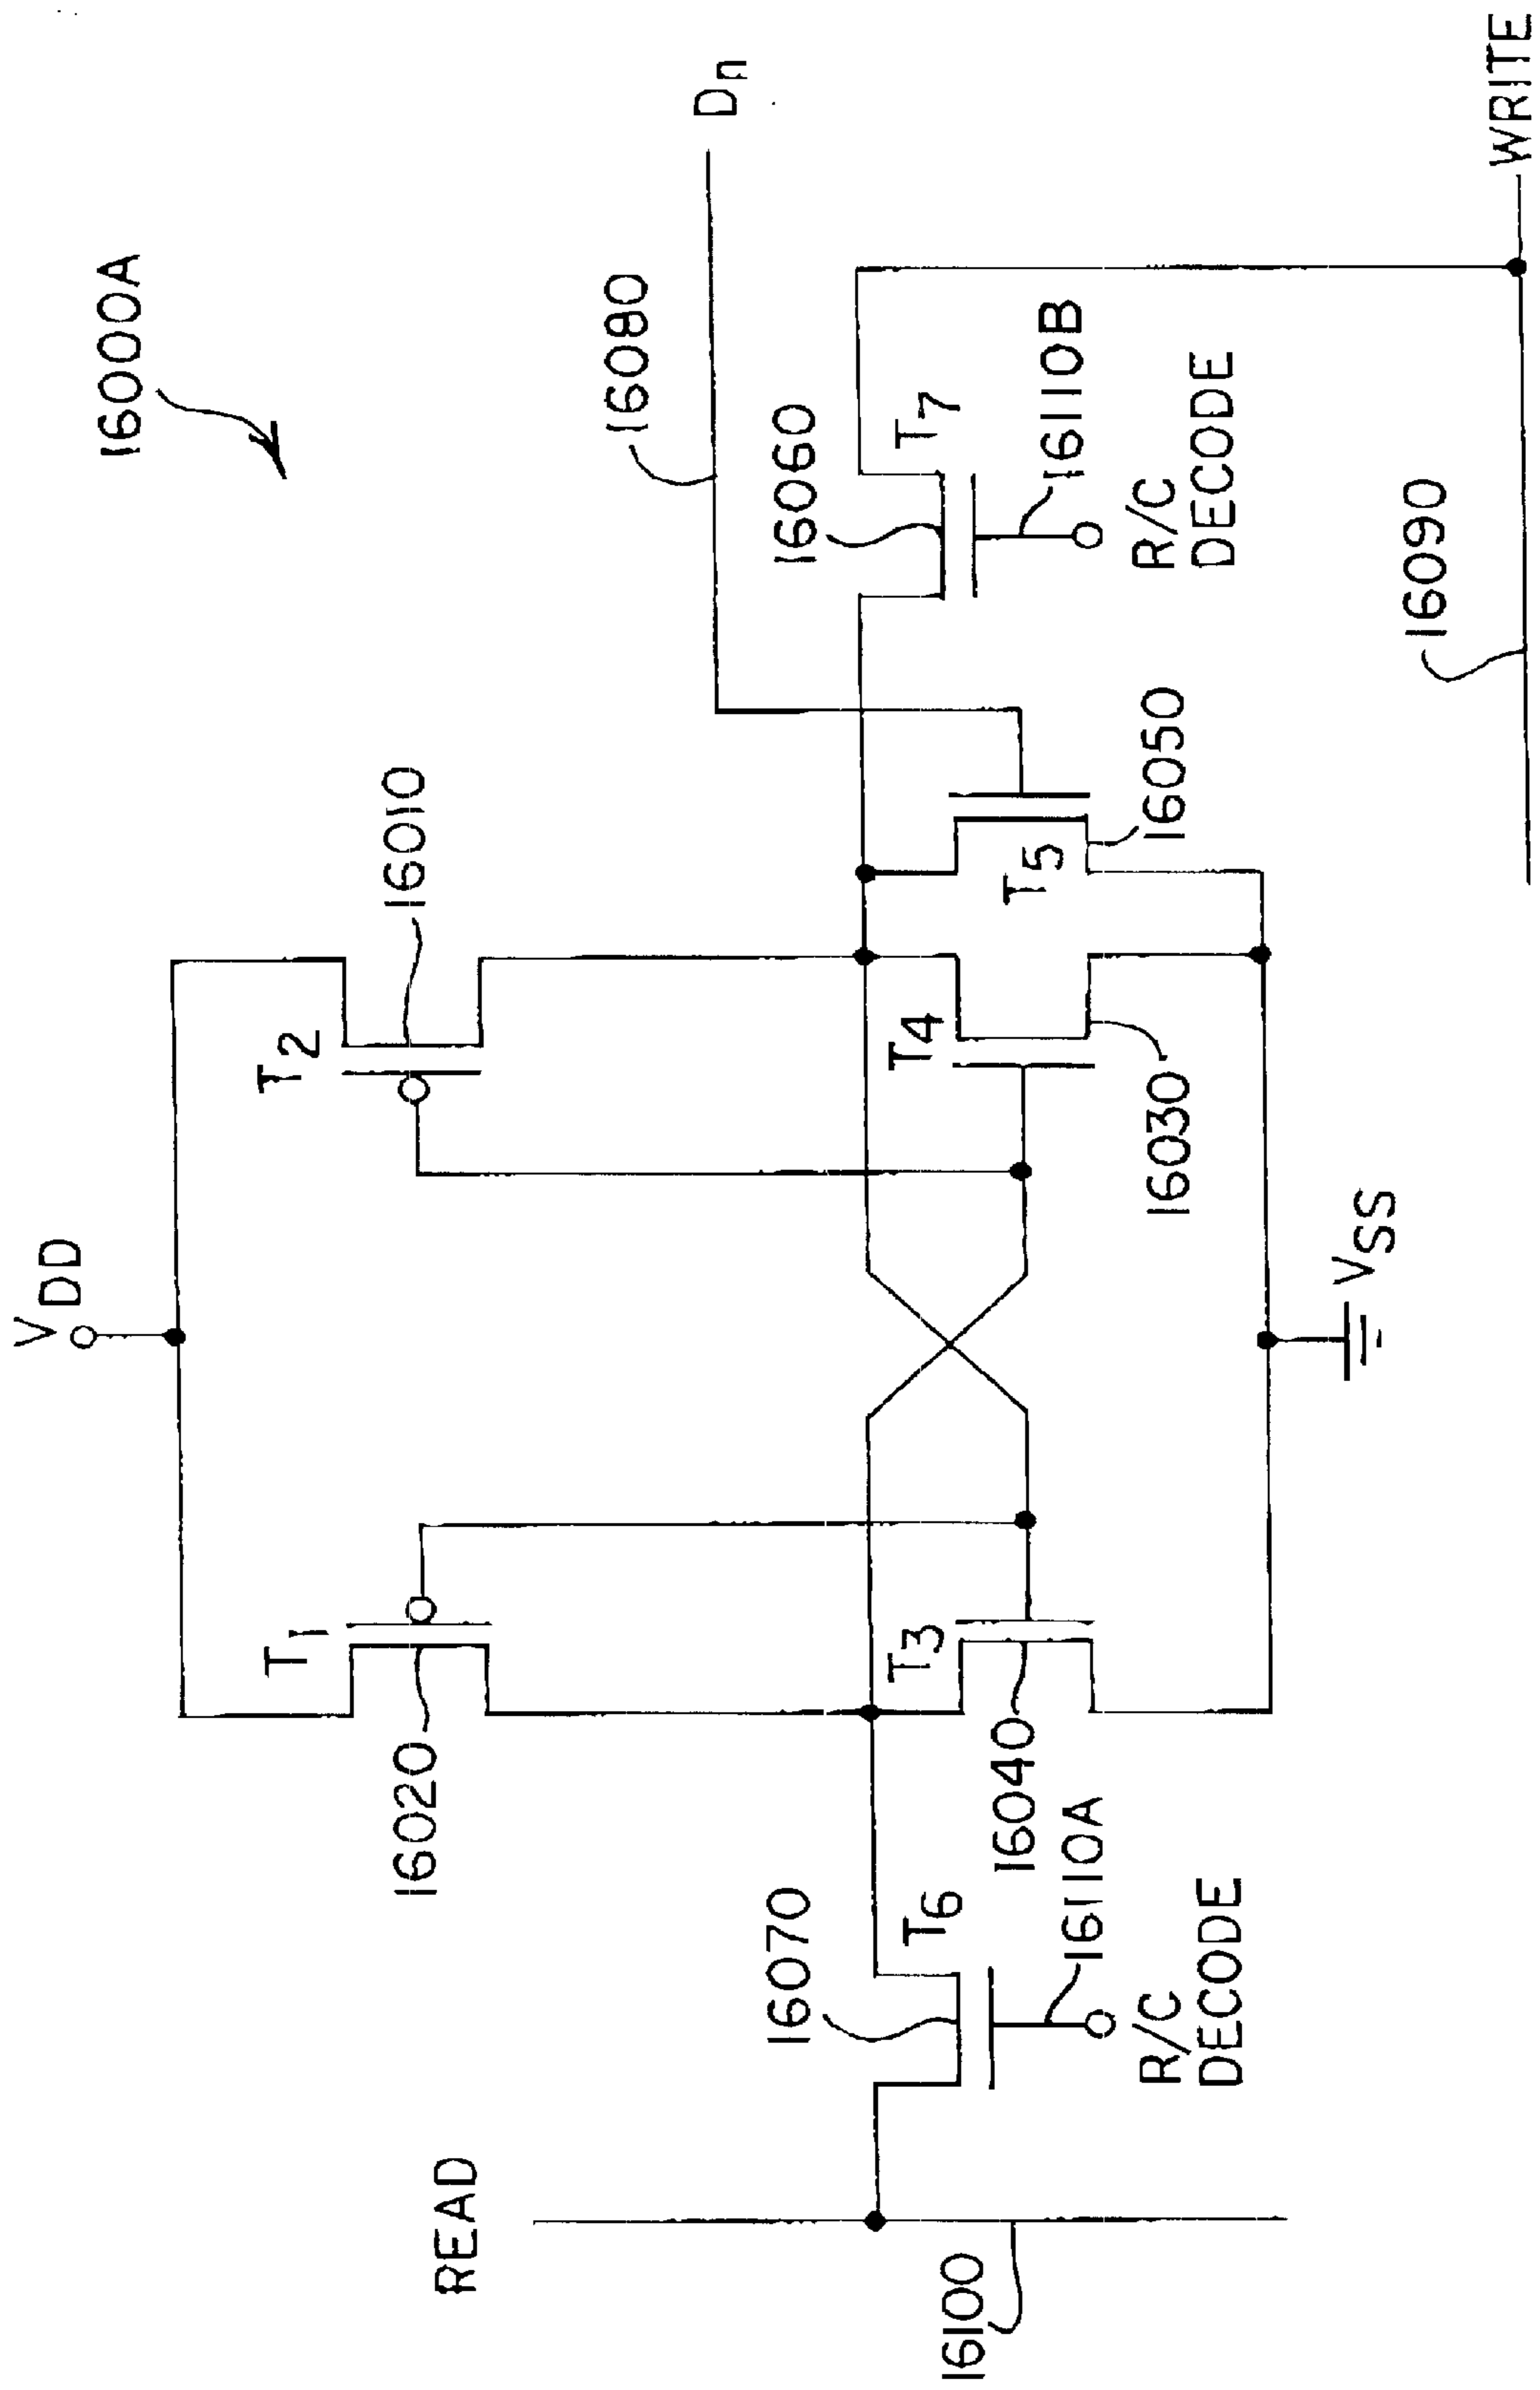 16000A
V DD
READ
T1
16020
T2
16010
Dn
16080
16070
T6
16110A
R/C
DECODE
T3
16040
T4
16030
T5
16050
16060
T7
16110B
R/C
DECODE
16100
VSS
16090
WRITE